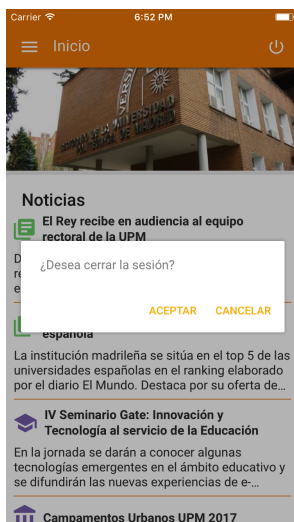 Carrier 6:52 PM
Inicio
UNIVERSIDAD
POLITECNICA DE MADRID
Noticias
El Rey recibe en audiencia al equipo
rectoral de la UPM
¿Desea cerrar la sesión?
ACEPTAR CANCELAR
española
La institución madrileña se sitúa en el top 5 de las
universidades españolas en el ranking elaborado
por el diario El Mundo. Destaca por su oferta de...
IV Seminario Gate: Innovación y
Tecnología al servicio de la Educación
En la jornada se darán a conocer algunas
tecnologías emergentes en el ámbito educativo y
se difundirán las nuevas experiencias de e-...
Campamentos Urbanos UPM 2017